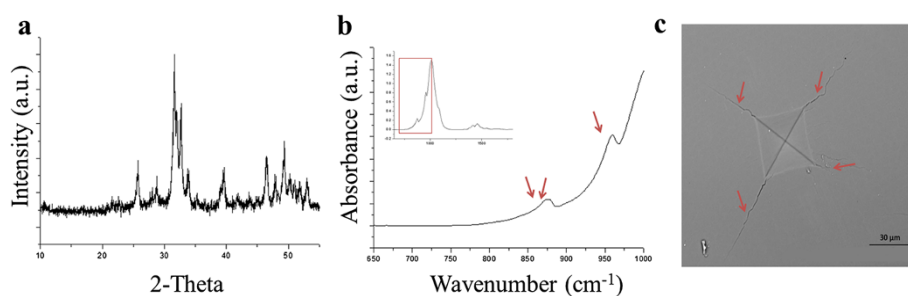 a
Intensity (a.u.)
10 20 30 40 50
2-Theta
b
Absorbance (a.u.)
650 700 750 800 850 900 950 1000
Wavenumber (cm-1)
c
30 µm